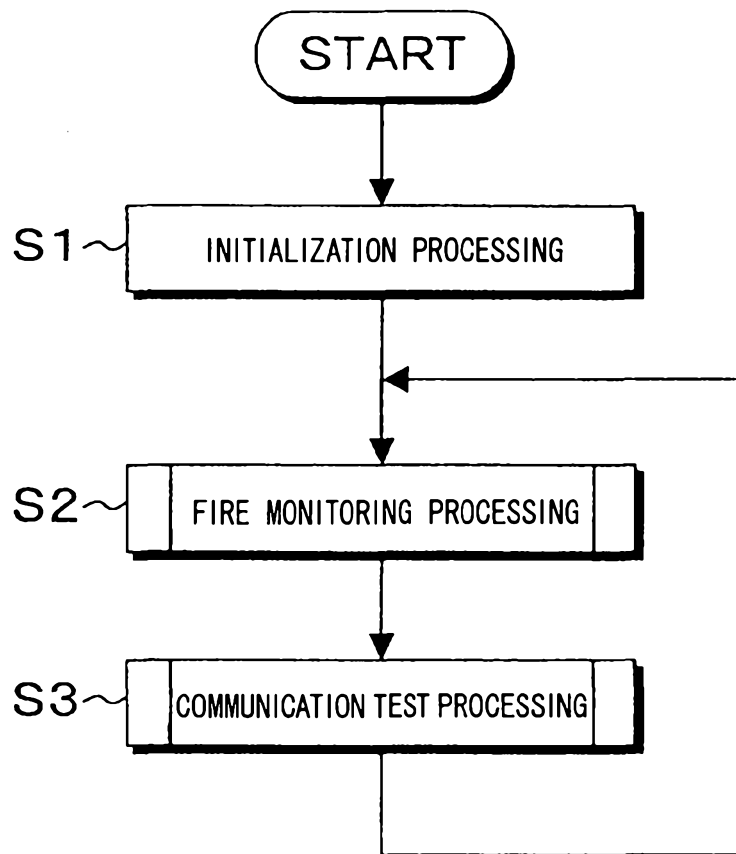 START
S1 INITIALIZATION PROCESSING
S2 FIRE MONITORING PROCESSING
S3 COMMUNICATION TEST PROCESSING